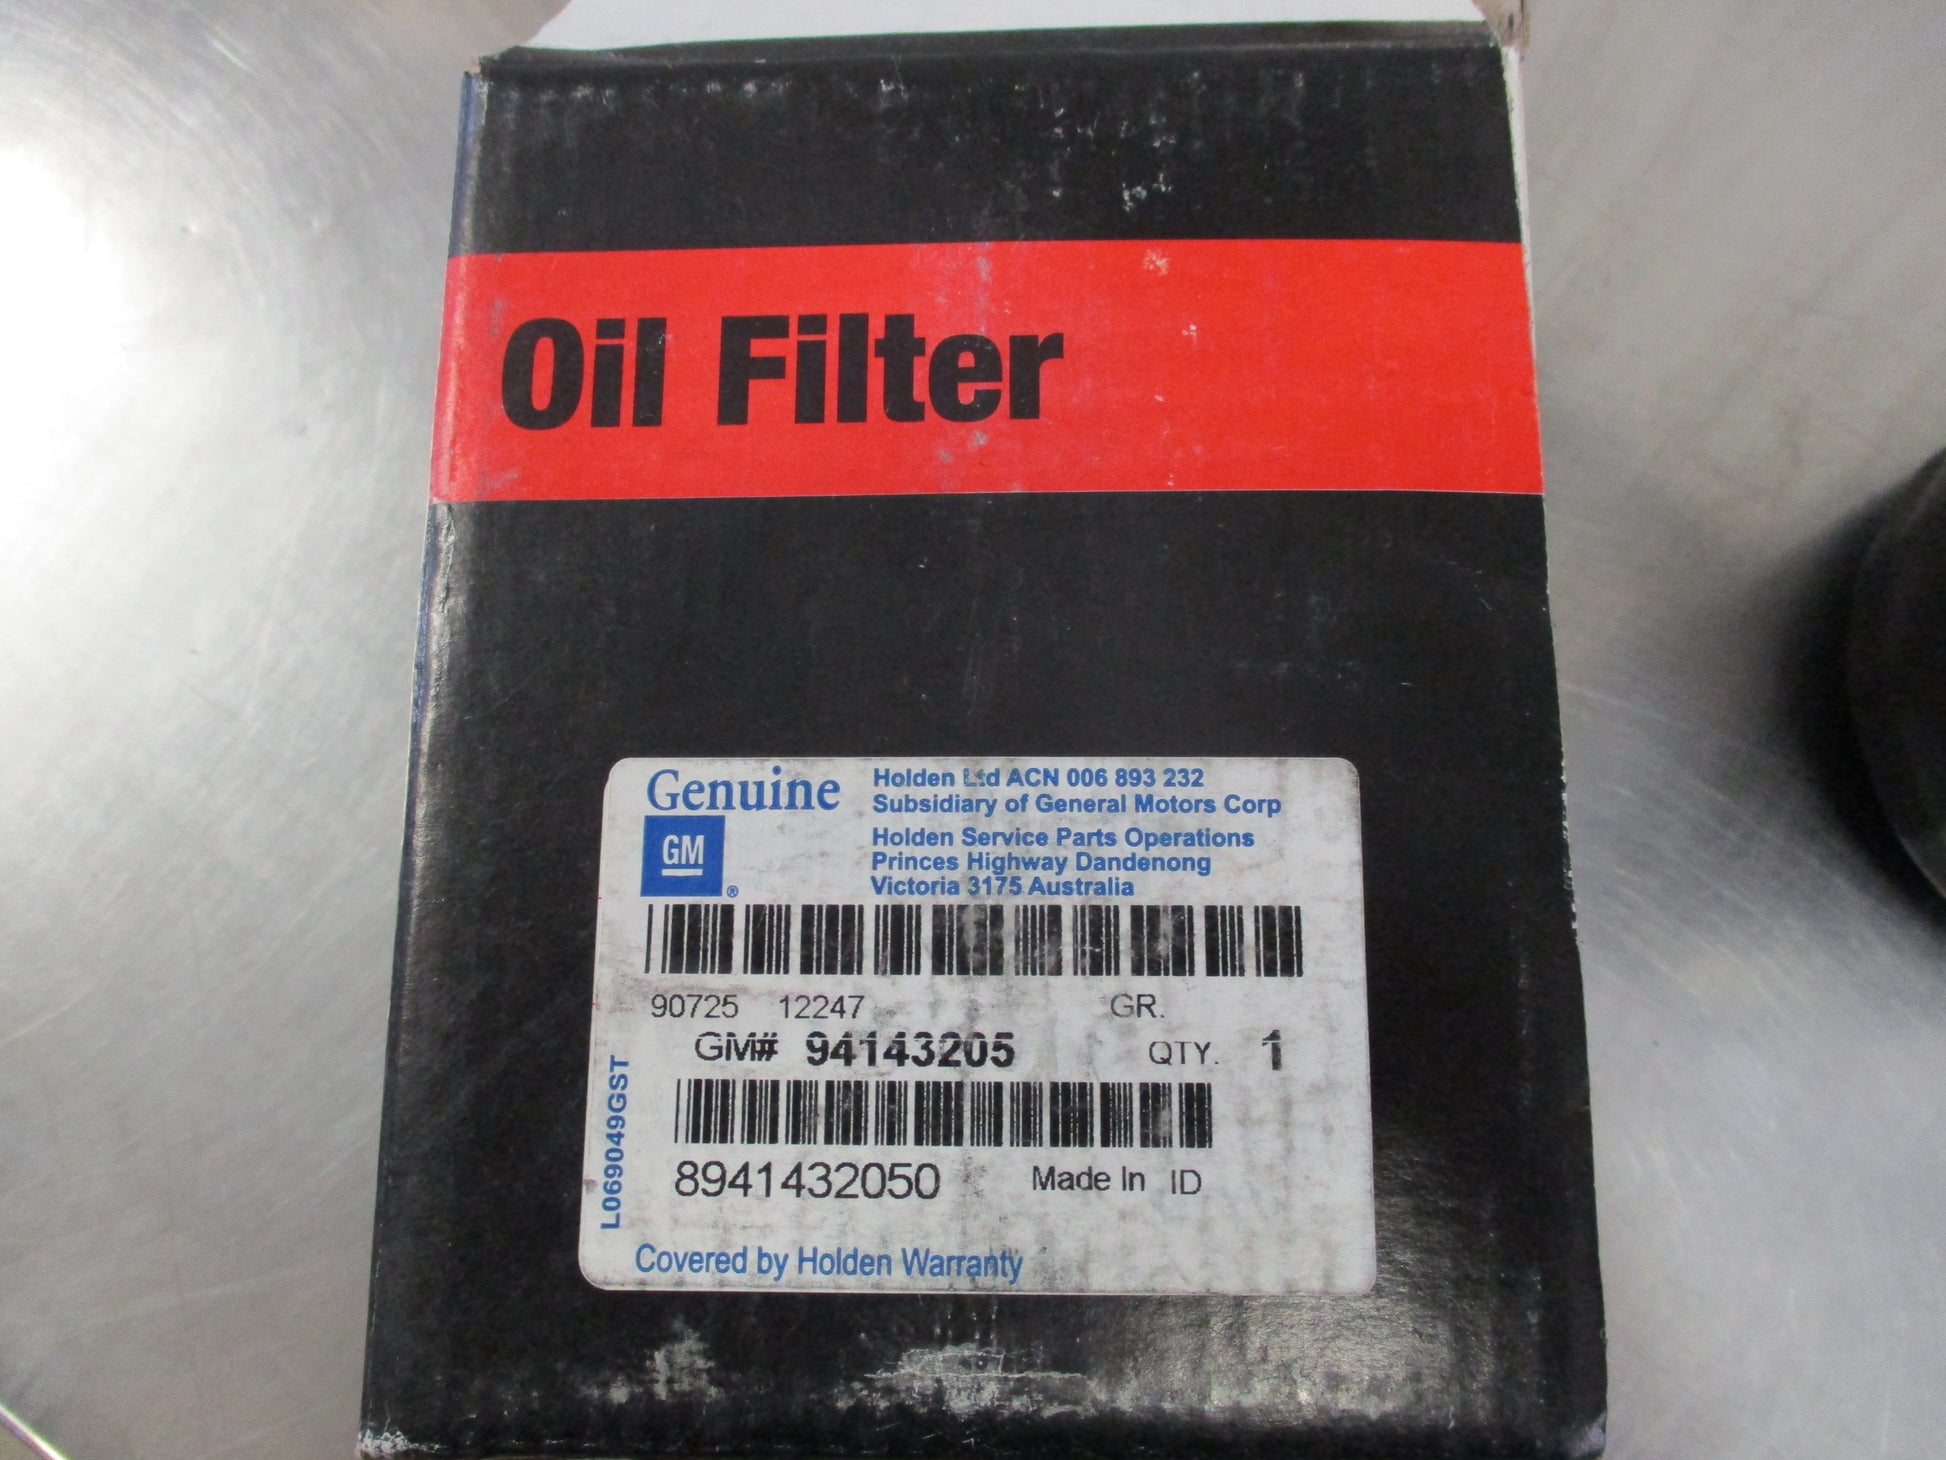 Oil Filter
Genuine
GM
®
Holden Ltd ACN 006 893 232
Subsidiary of General Motors Corp
Holden Service Parts Operations
Princes Highway Dandenong
Victoria 3175 Australia
90725 12247 GR.
GM# 94143205 QTY. 1
8941432050 Made In ID
L069049GST
Covered by Holden Warranty